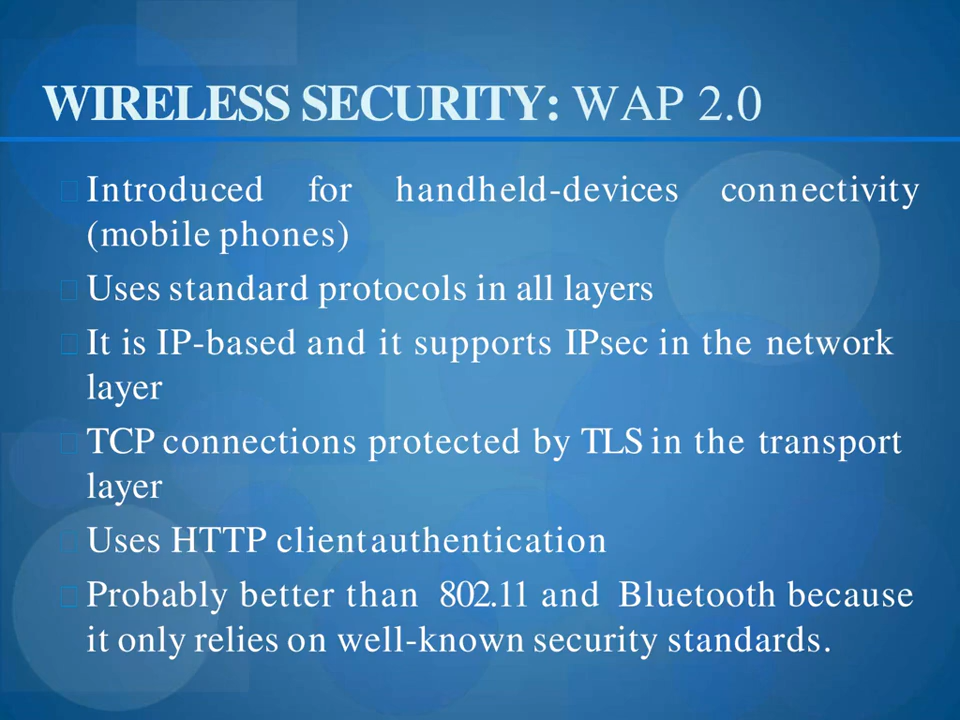 WIRELESS SECURITY: WAP 2.0
Introduced for handheld-devices connectivity
(mobile phones)
Uses standard protocols in all layers
It is IP-based and it supports IPsec in the network
layer
TCP connections protected by TLS in the transport
layer
Uses HTTP client authentication
Probably better than 802.11 and Bluetooth because
it only relies on well-known security standards.